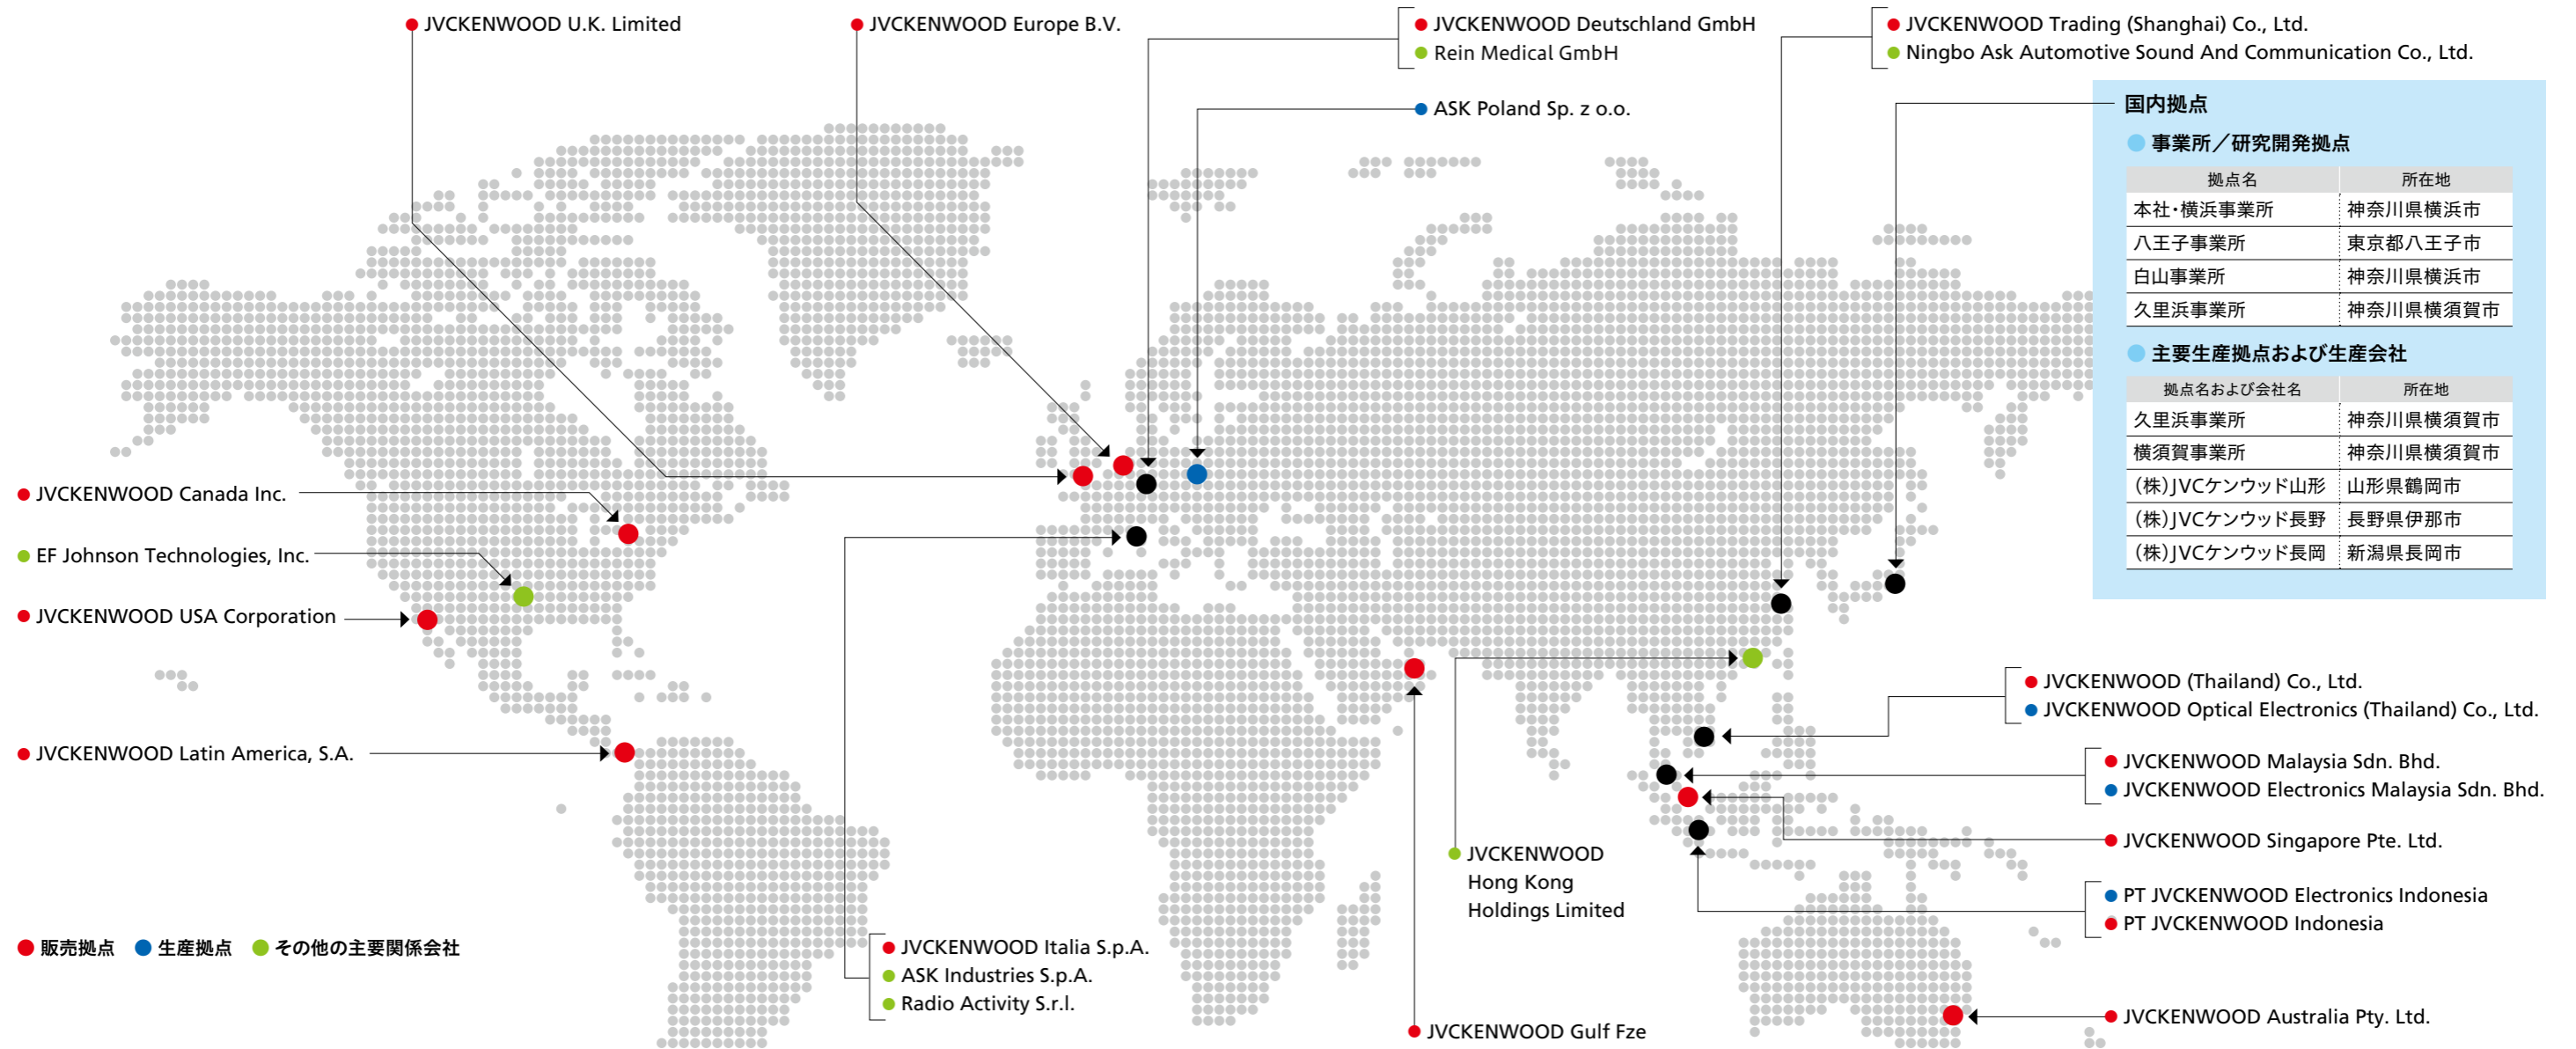 JVCKENWOOD U.K. Limited
JVCKENWOOD Europe B.V.
JVCKENWOOD Deutschland GmbH
Rein Medical GmbH
ASK Poland Sp. z o.o.
JVCKENWOOD Trading (Shanghai) Co., Ltd.
Ningbo Ask Automotive Sound And Communication Co., Ltd.
国内拠点
事業所／研究開発拠点
拠点名 所在地
本社・横浜事業所 神奈川県横浜市
八王子事業所 東京都八王子市
白山事業所 神奈川県横浜市
久里浜事業所 神奈川県横須賀市
主要生産拠点および生産会社
拠点名および会社名 所在地
久里浜事業所 神奈川県横須賀市
横須賀事業所 神奈川県横須賀市
（株）JVCケンウッド山形 山形県鶴岡市
（株）JVCケンウッド長野 長野県伊那市
（株）JVCケンウッド長岡 新潟県長岡市
JVCKENWOOD Canada Inc.
EF Johnson Technologies, Inc.
JVCKENWOOD USA Corporation
JVCKENWOOD Latin America, S.A.
JVCKENWOOD (Thailand) Co., Ltd.
JVCKENWOOD Optical Electronics (Thailand) Co., Ltd.
JVCKENWOOD Malaysia Sdn. Bhd.
JVCKENWOOD Electronics Malaysia Sdn. Bhd.
JVCKENWOOD Singapore Pte. Ltd.
PT JVCKENWOOD Electronics Indonesia
PT JVCKENWOOD Indonesia
JVCKENWOOD Australia Pty. Ltd.
JVCKENWOOD
Hong Kong
Holdings Limited
JVCKENWOOD Gulf Fze
JVCKENWOOD Italia S.p.A.
ASK Industries S.p.A.
Radio Activity S.r.l.
販売拠点 生産拠点 その他の主要関係会社